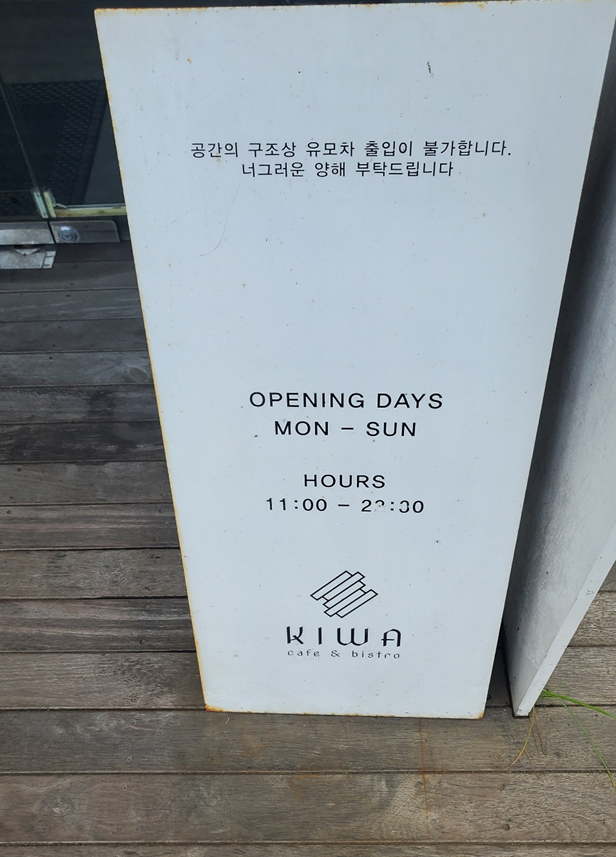 공간의 구조상 유모차 출입이 불가합니다.
너그러운 양해 부탁드립니다
OPENING DAYS
MON – SUN
HOURS
11:00 –
KIWA
cafe & bistro